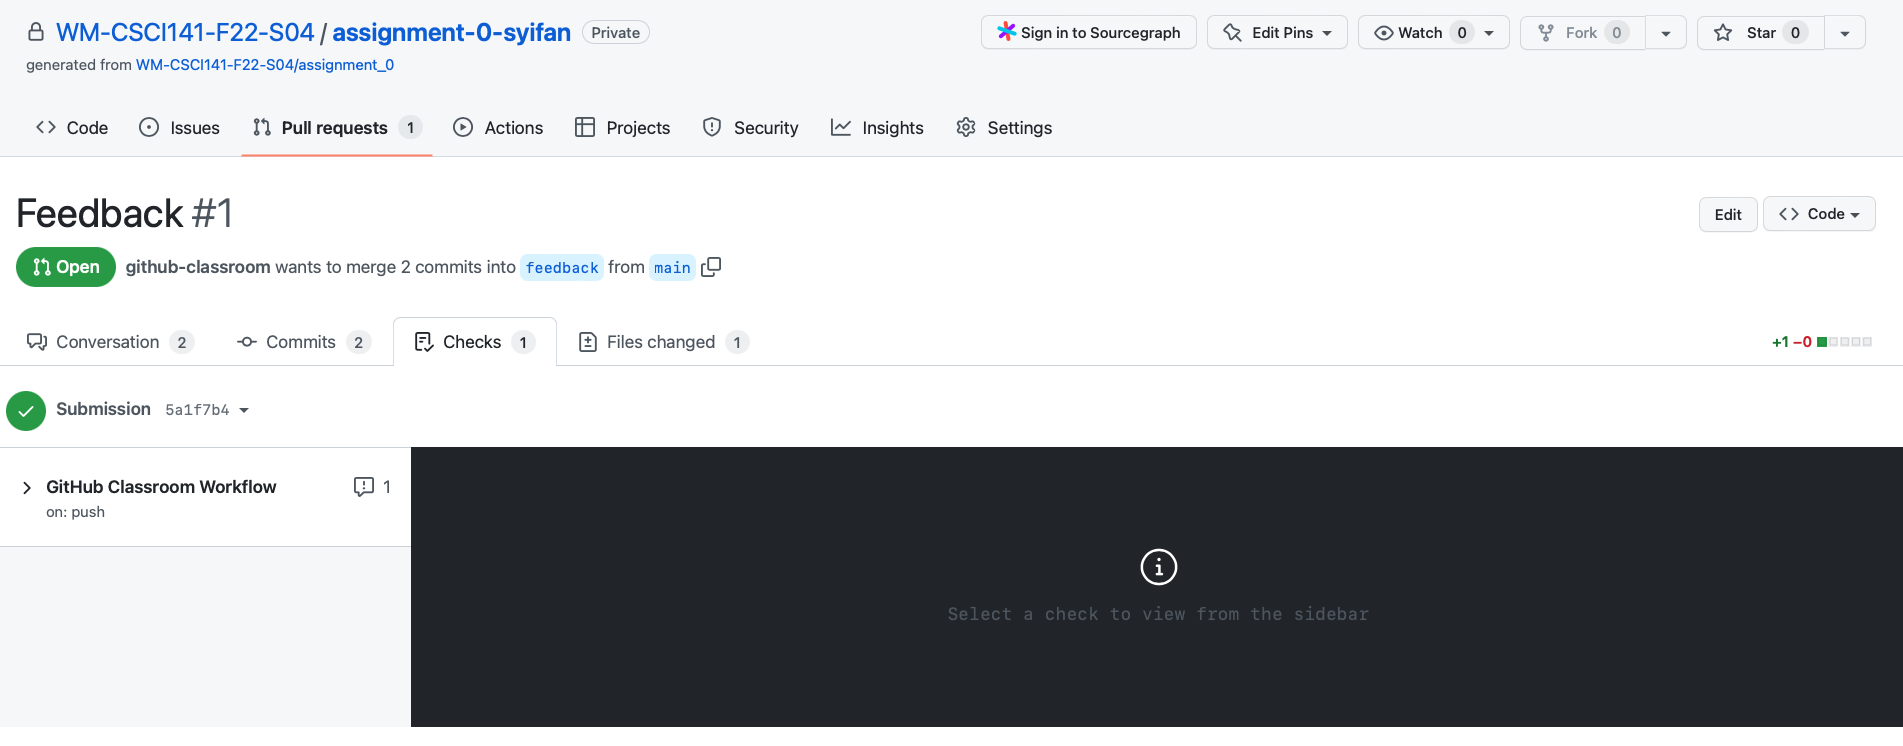 WM-CSCI141-F22-S04 / assignment-0-syifan Private
Sign in to Sourcegraph Edit Pins Watch 0 Fork 0 Star 0
generated from WM-CSCI141-F22-S04/assignment_0
Code Issues Pull requests 1 Actions Projects Security Insights Settings
Feedback #1
Edit Code
Open github-classroom wants to merge 2 commits into feedback from main
Conversation 2 Commits 2 Checks 1 Files changed 1
+1 −0
Submission 5a1f7b4
GitHub Classroom Workflow 1
on: push
Select a check to view from the sidebar